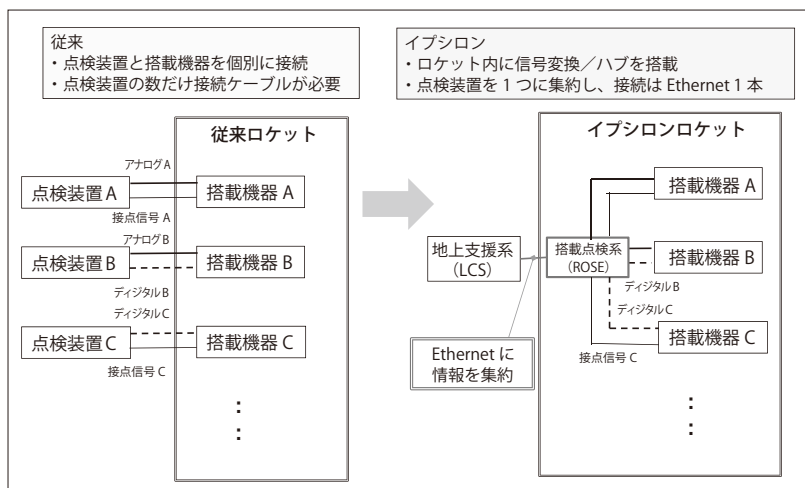 従来
・点検装置と搭載機器を個別に接続
・点検装置の数だけ接続ケーブルが必要
従来ロケット
アナログA
点検装置 A
搭載機器 A
接点信号 A
アナログB
点検装置 B
搭載機器 B
ディジタル B
ディジタル C
点検装置 C
搭載機器 C
接点信号 C
:
:
イプシロン
・ロケット内に信号変換／ハブを搭載
・点検装置を 1 つに集約し、接続は Ethernet 1 本
イプシロンロケット
搭載機器 A
地上支援系
（LCS）
搭載点検系
(ROSE)
搭載機器 B
ディジタル B
ディジタル C
搭載機器 C
接点信号 C
Ethernet に
情報を集約
:
: